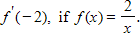 f′(−2), if f(x) = 2/x.